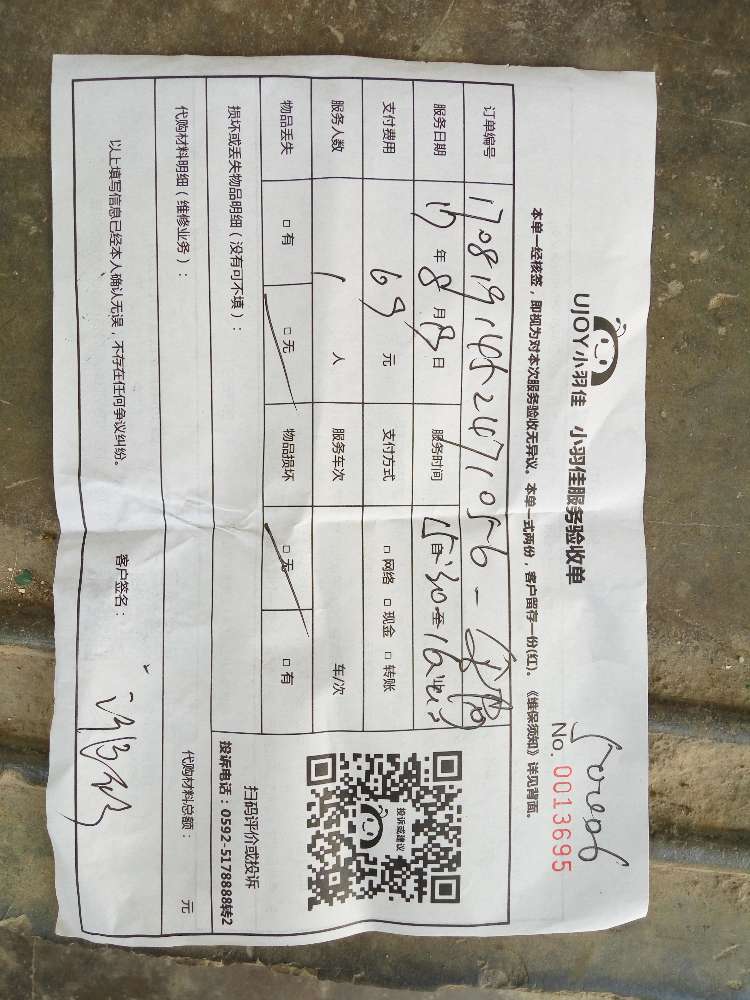 UJOY小羽佳 小羽佳服务验收单
No. 0013695
本单一经核签，即视为对本次服务验收无异议。本单一式两份，客户留存一份(红)。《维保须知》详见背面。
订单编号
服务日期 17 年 8 月 日 服务时间 15:30 至
支付费用 69 元 支付方式 □ 网络 □ 现金 □ 转账
服务人数 1 人 服务车次 车/次
物品丢失 □ 有 □ 无 物品损坏 □ 无 □ 有
损坏或丢失物品明细（没有可不填）：
代购材料明细（维修业务）：
代购材料总额： 元
以上填写信息已经本人确认无误，不存在任何争议纠纷。
客户签名：
投诉或建议
扫码评价或投诉
投诉电话：0592-5178888转2